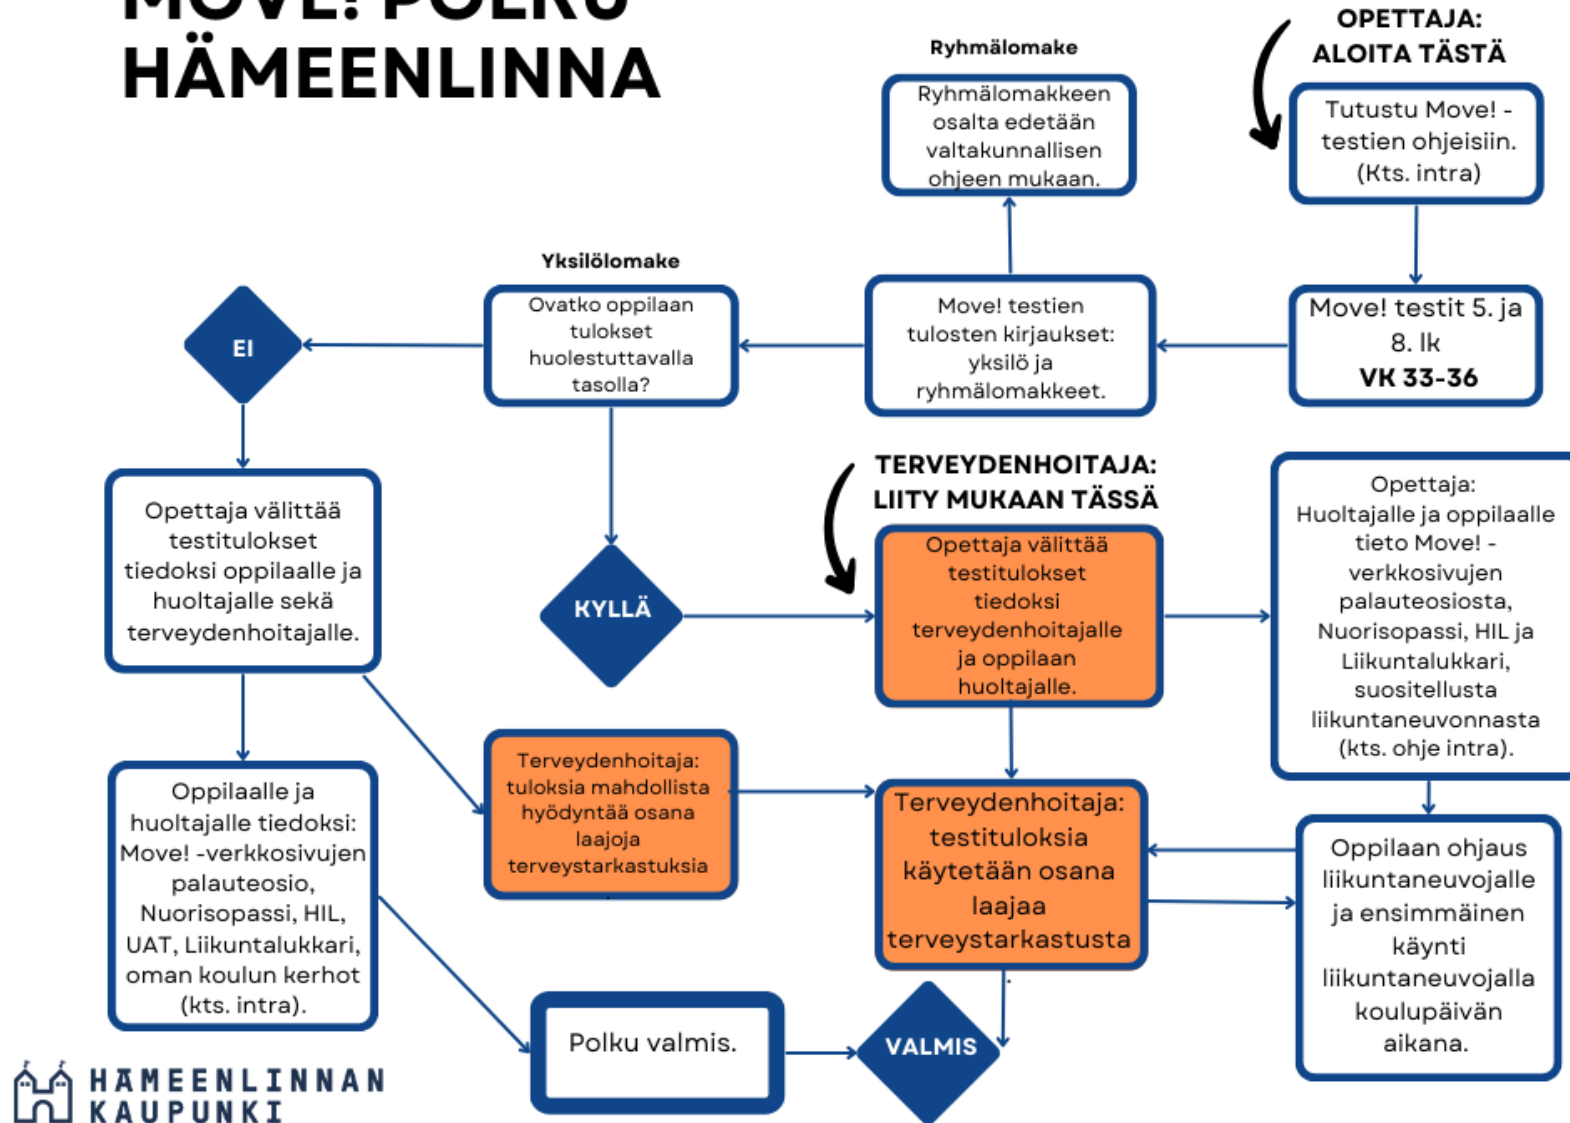 MOVE! POLKU
HÄMEENLINNA
OPETTAJA:
ALOITA TÄSTÄ
Tutustu Move! -
testien ohjeisiin.
(Kts. intra)
Move! testit 5. ja
8. lk
VK 33-36
Ryhmälomake
Ryhmälomakkeen
osalta edetään
valtakunnallisen
ohjeen mukaan.
Move! testien
tulosten kirjaukset:
yksilö ja
ryhmälomakkeet.
Yksilölomake
Ovatko oppilaan
tulokset
huolestuttavalla
tasolla?
EI
Opettaja välittää
testitulokset
tiedoksi oppilaalle ja
huoltajalle sekä
terveydenhoitajalle.
Oppilaalle ja
huoltajalle tiedoksi:
Move! -verkkosivujen
palauteosio,
Nuorisopassi, HIL,
UAT, Liikuntalukkari,
oman koulun kerhot
(kts. intra).
KYLLÄ
TERVEYDENHOITAJA:
LIITY MUKAAN TÄSSÄ
Opettaja välittää
testitulokset
tiedoksi
terveydenhoitajalle
ja oppilaan
huoltajalle.
Opettaja:
Huoltajalle ja oppilaalle
tieto Move! -
verkkosivujen
palauteosiosta,
Nuorisopassi, HIL ja
Liikuntalukkari,
suositellusta
liikuntaneuvonnasta
(kts. ohje intra).
Terveydenhoitaja:
tuloksia mahdollista
hyödyntää osana
laajoja
terveystarkastuksia
.
Terveydenhoitaja:
testituloksia
käytetään osana
laajaa
terveystarkastusta
.
Oppilaan ohjaus
liikuntaneuvojalle
ja ensimmäinen
käynti
liikuntaneuvojalla
koulupäivän
aikana.
Polku valmis.
VALMIS
HÄMEENLINNAN
KAUPUNKI